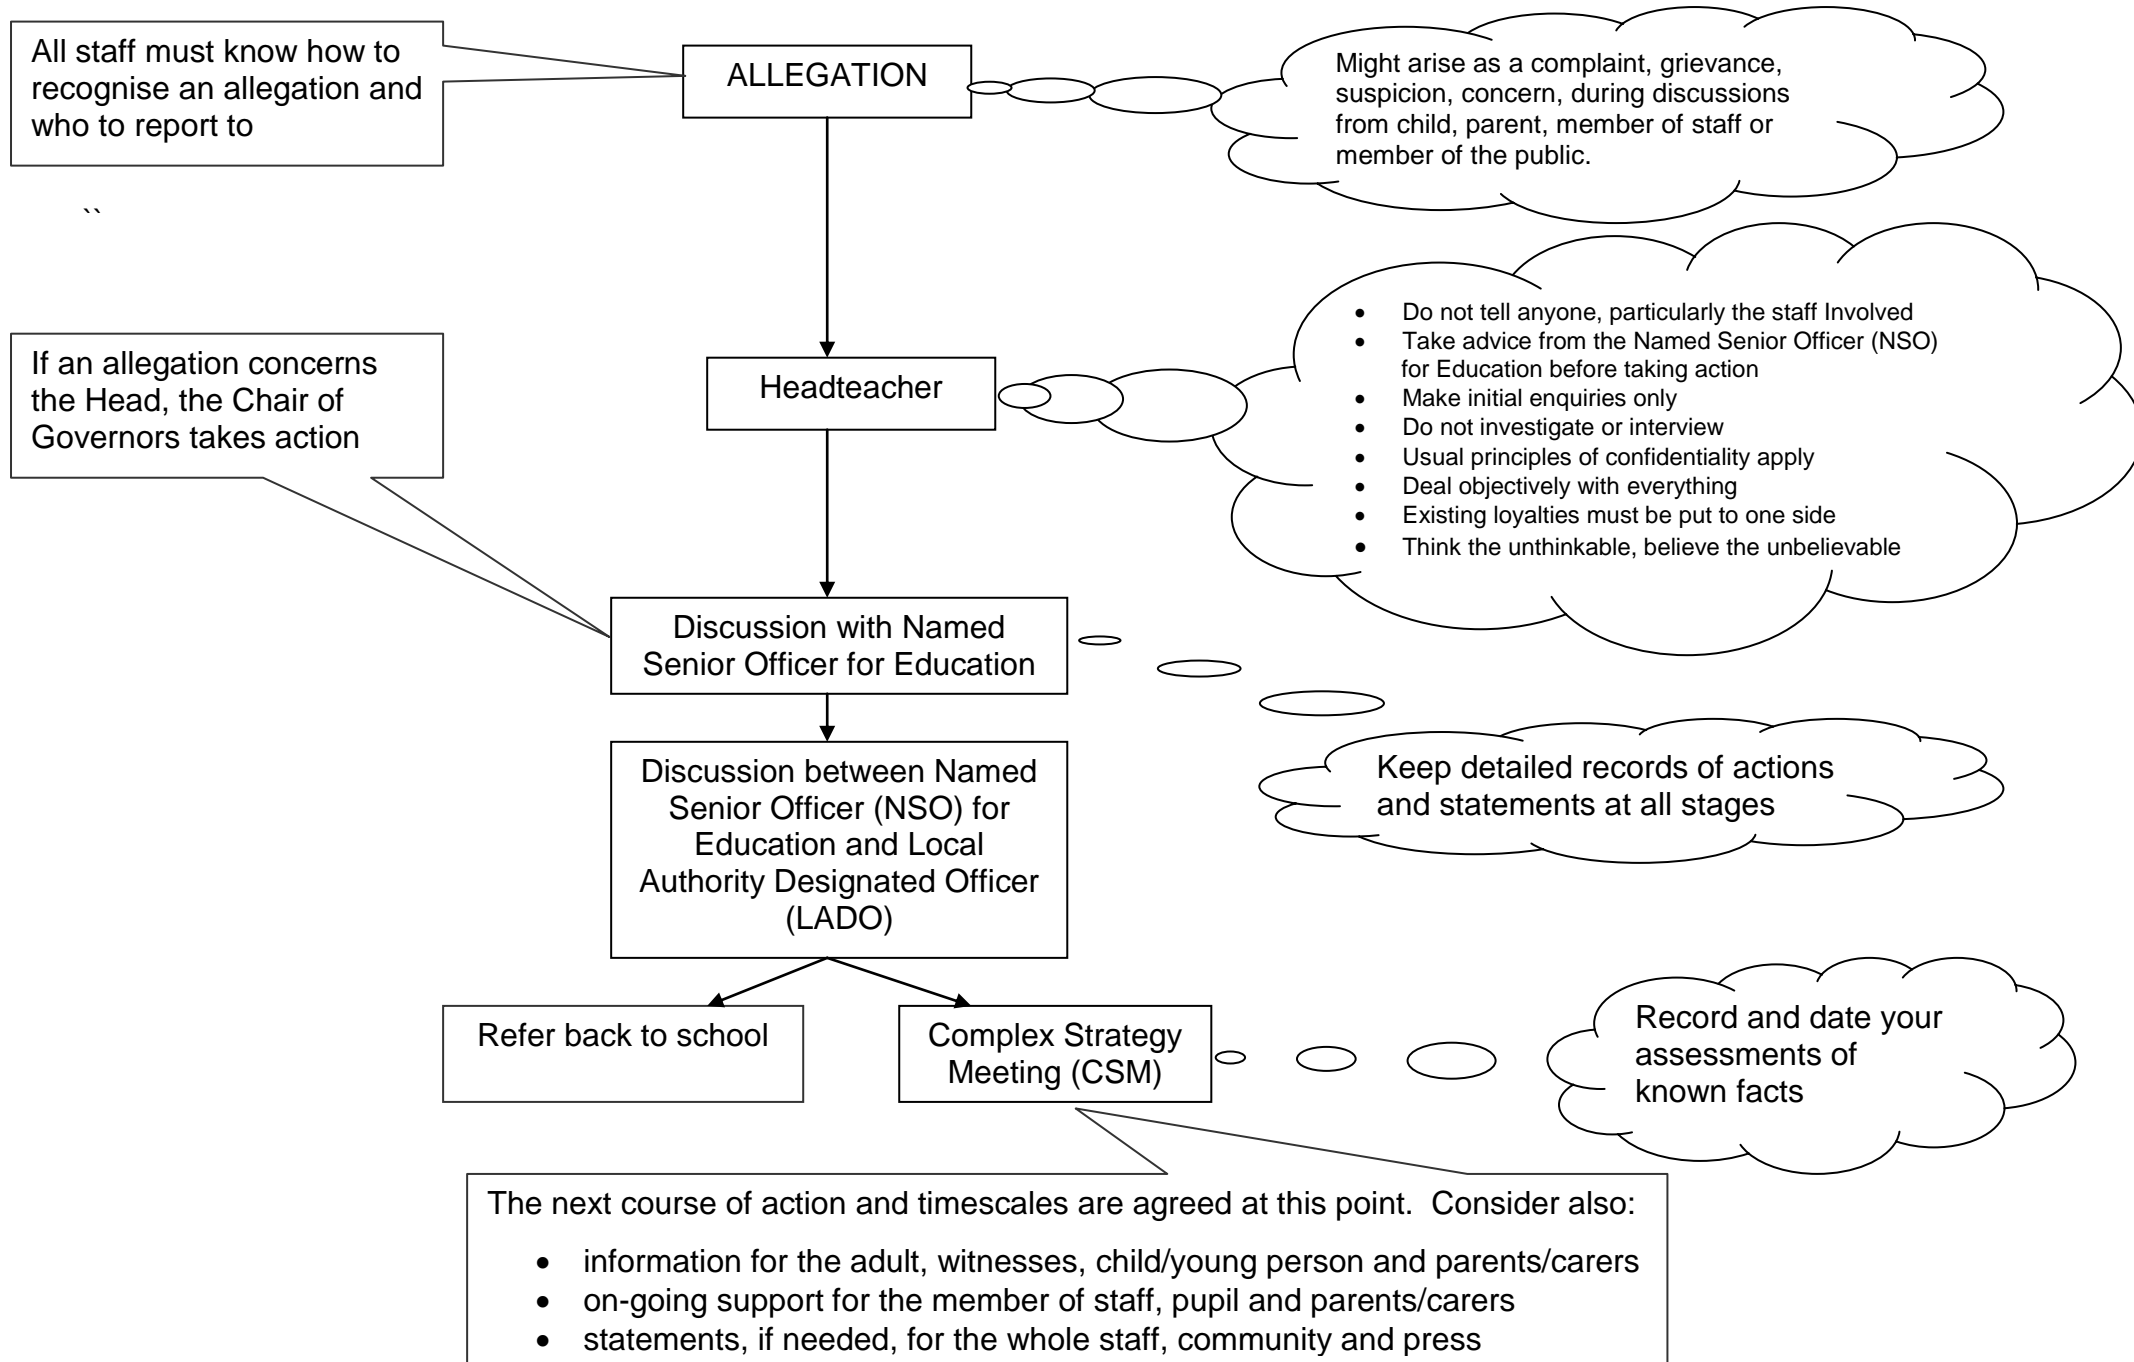 All staff must know how to
recognise an allegation and
who to report to
ALLEGATION
Might arise as a complaint, grievance,
suspicion, concern, during discussions
from child, parent, member of staff or
member of the public.
``
If an allegation concerns
the Head, the Chair of
Governors takes action
Headteacher
• Do not tell anyone, particularly the staff Involved
• Take advice from the Named Senior Officer (NSO)
for Education before taking action
• Make initial enquiries only
• Do not investigate or interview
• Usual principles of confidentiality apply
• Deal objectively with everything
• Existing loyalties must be put to one side
• Think the unthinkable, believe the unbelievable
Discussion with Named
Senior Officer for Education
Keep detailed records of actions
and statements at all stages
Discussion between Named
Senior Officer (NSO) for
Education and Local
Authority Designated Officer
(LADO)
Refer back to school
Complex Strategy
Meeting (CSM)
Record and date your
assessments of
known facts
The next course of action and timescales are agreed at this point.  Consider also:
• information for the adult, witnesses, child/young person and parents/carers
• on-going support for the member of staff, pupil and parents/carers
• statements, if needed, for the whole staff, community and press